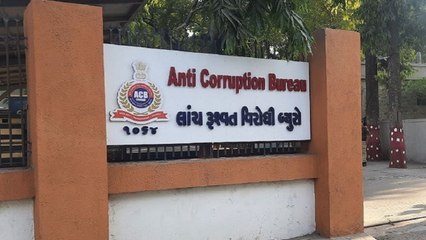 Anti Corruption Bureau
ACB
૧૦૬૪
લાંચ રૂશ્વત વિરોધી બ્યુરો